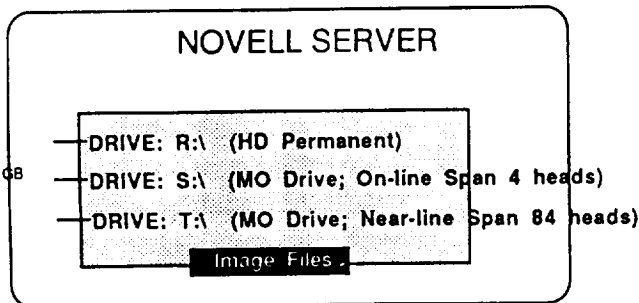 NOVELL SERVER
DRIVE: R:\ (HD Permanent)
GB
DRIVE: S:\ (MO Drive; On-line Span 4 heads)
DRIVE: T:\ (MO Drive; Near-line Span 84 heads)
Image Files